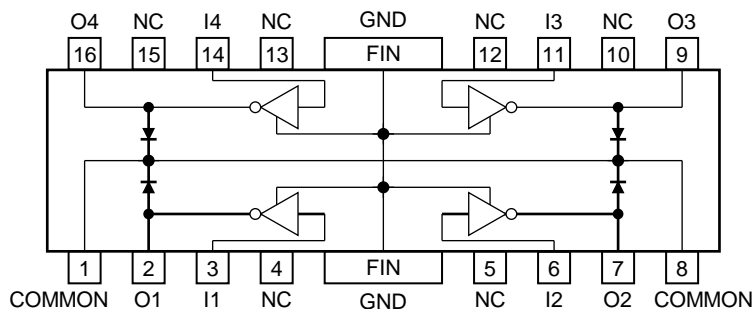 O4 NC I4 NC GND NC I3 NC O3
16 15 14 13 FIN 12 11 10 9
1 2 3 4 FIN 5 6 7 8
COMMON O1 I1 NC GND NC I2 O2 COMMON